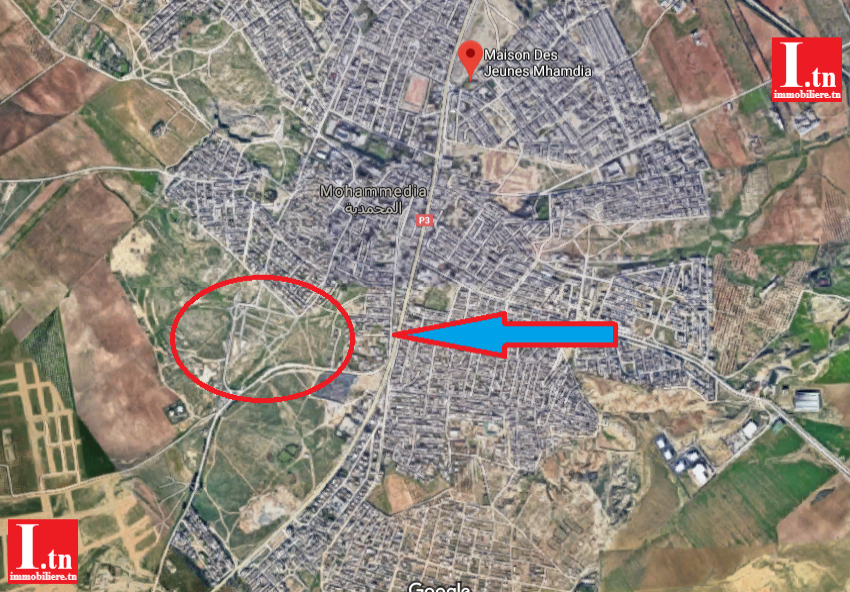 Maison Des
Jeunes Mhamdia
I.tn
immobiliere.tn
Mohammedia
المحمدية
P3
I.tn
immobiliere.tn
Google